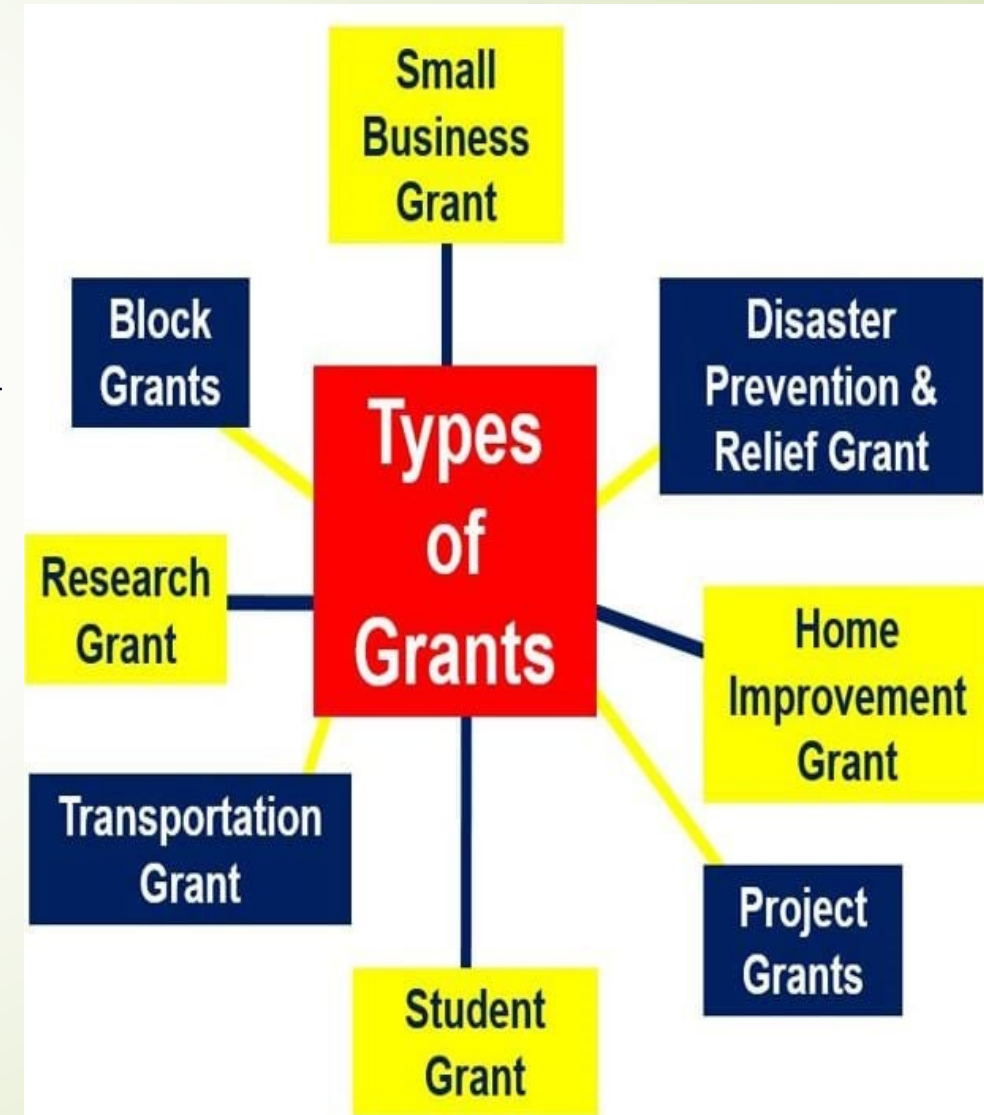 Small
Business
Grant
Block
Grants
Disaster
Prevention &
Relief Grant
Types
of
Grants
Research
Grant
Home
Improvement
Grant
Transportation
Grant
Project
Grants
Student
Grant